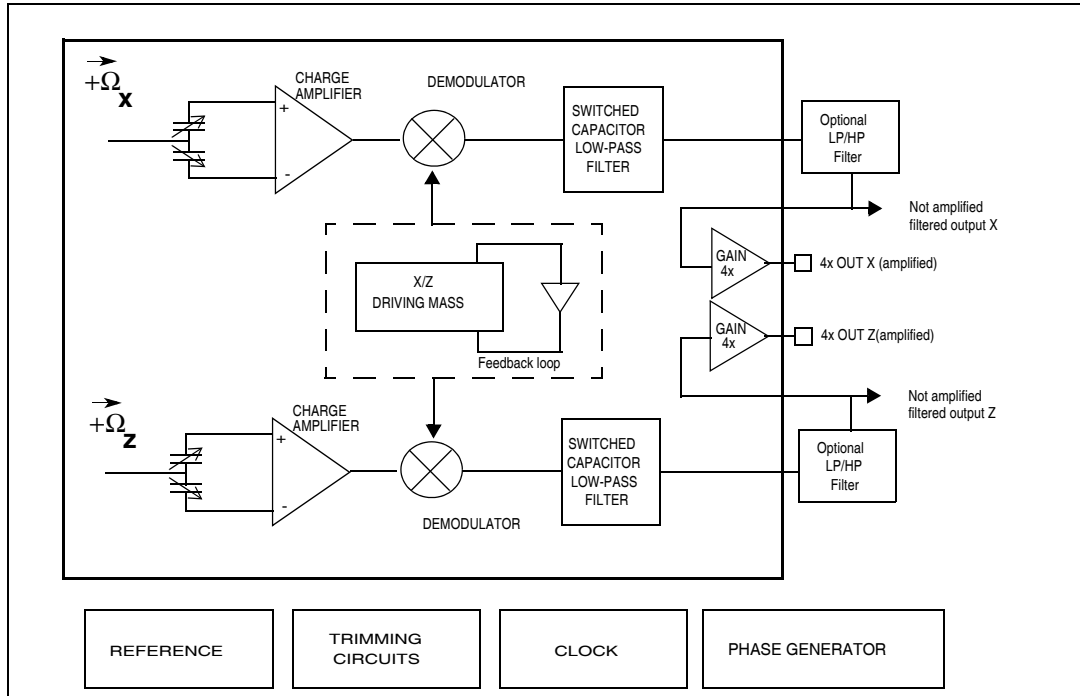 +Ω X
CHARGE
AMPLIFIER
DEMODULATOR
+
-
SWITCHED
CAPACITOR
LOW-PASS
FILTER
Optional
LP/HP
Filter
Not amplified
filtered output X
GAIN
4x
4x OUT X (amplified)
X/Z
DRIVING MASS
Feedback loop
GAIN
4x
4x OUT Z(amplified)
Not amplified
filtered output Z
+Ω Z
CHARGE
AMPLIFIER
+
-
DEMODULATOR
SWITCHED
CAPACITOR
LOW-PASS
FILTER
Optional
LP/HP
Filter
REFERENCE
TRIMMING
CIRCUITS
CLOCK
PHASE GENERATOR